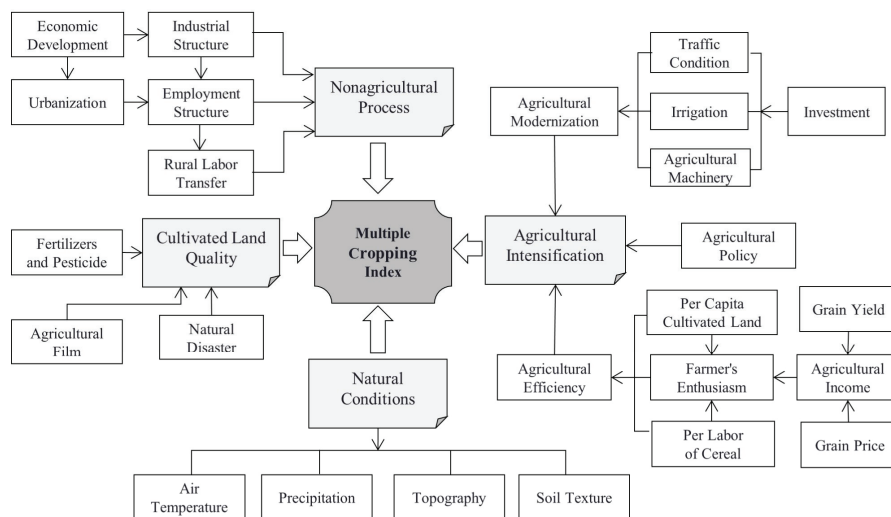 Economic
Development
Industrial
Structure
Urbanization
Employment
Structure
Rural Labor
Transfer
Nonagricultural
Process
Traffic
Condition
Agricultural
Modernization
Irrigation
Investment
Agricultural
Machinery
Fertilizers
and Pesticide
Cultivated Land
Quality
Multiple
Cropping
Index
Agricultural
Intensification
Agricultural
Policy
Agricultural
Film
Natural
Disaster
Natural
Conditions
Agricultural
Efficiency
Per Capita
Cultivated Land
Grain Yield
Farmer's
Enthusiasm
Agricultural
Income
Per Labor
of Cereal
Grain Price
Air
Temperature
Precipitation
Topography
Soil Texture